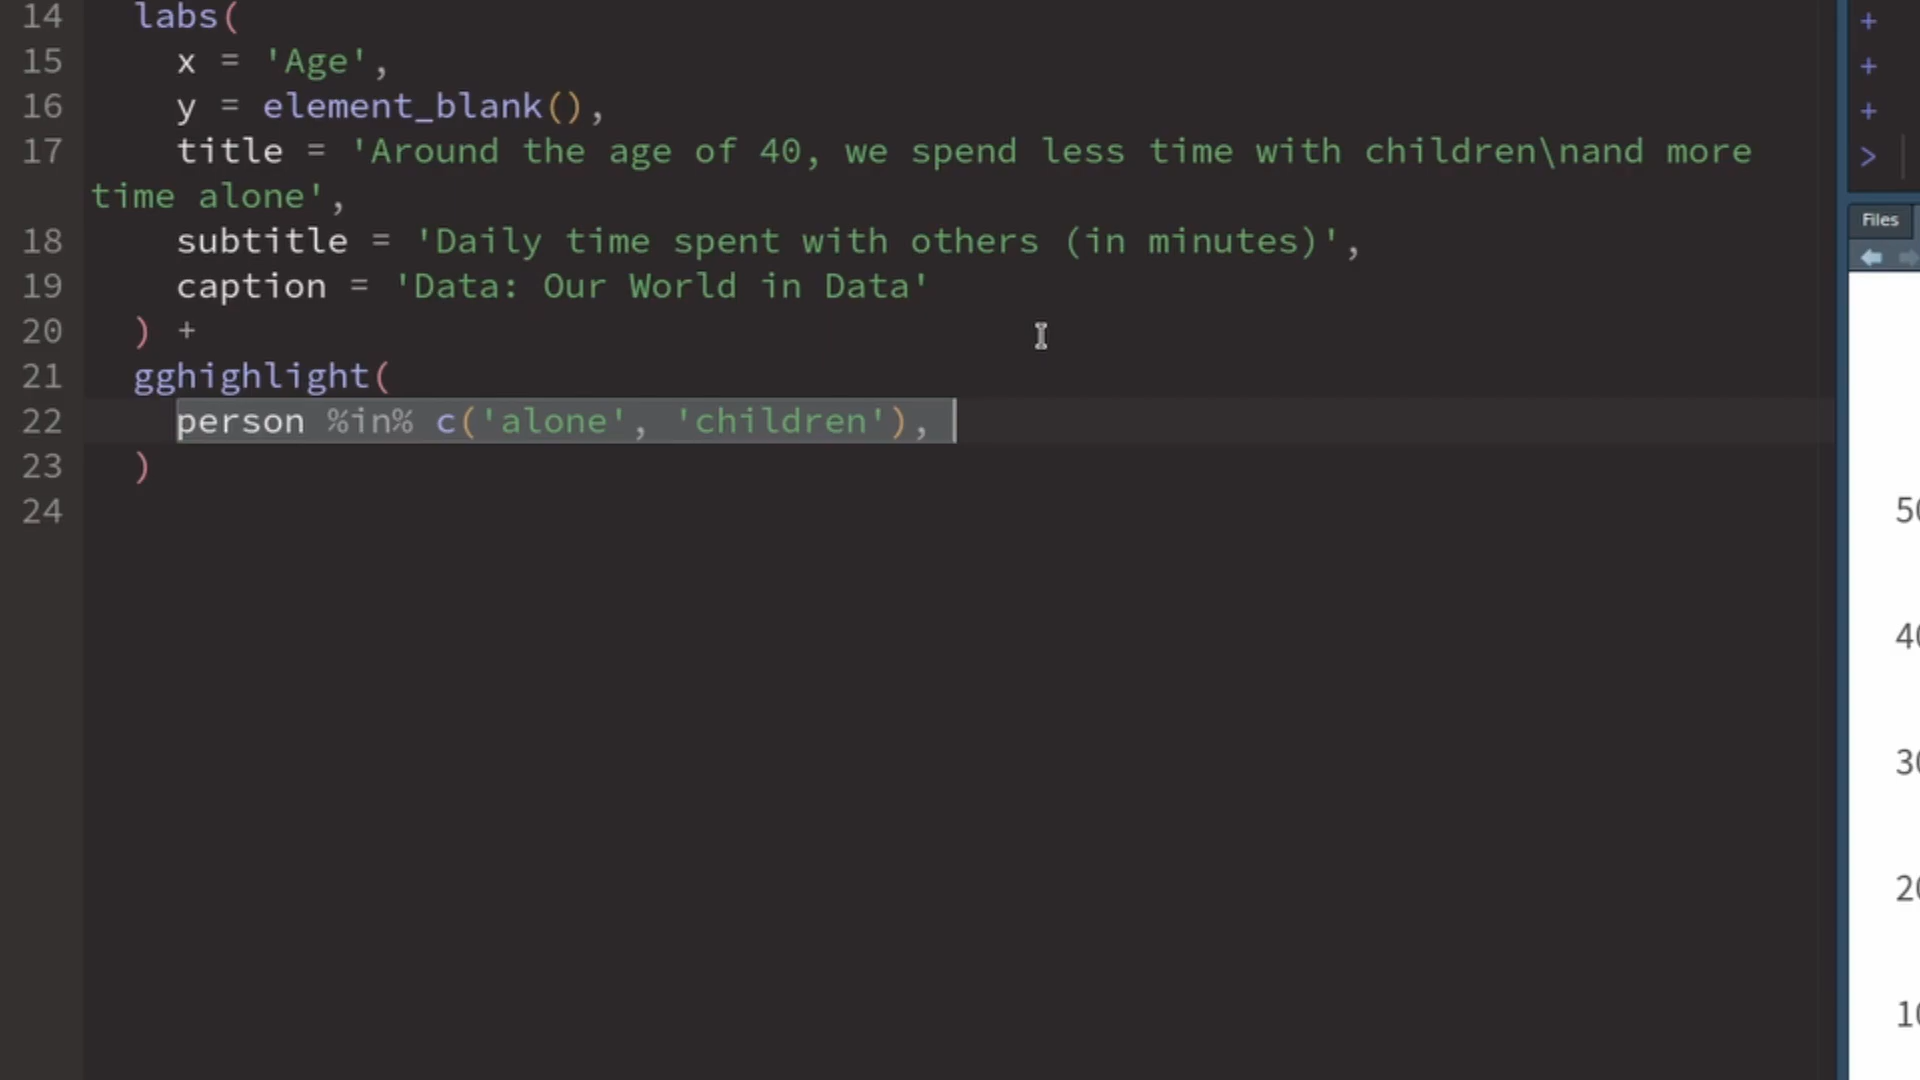 14 labs(
15 x = 'Age',
16 y = element_blank(),
17 title = 'Around the age of 40, we spend less time with children\nand more
time alone',
18 subtitle = 'Daily time spent with others (in minutes)',
19 caption = 'Data: Our World in Data'
20 ) +
21 gghighlight(
22 person %in% c('alone', 'children'),
23 )
24
+
+
+
>
Files